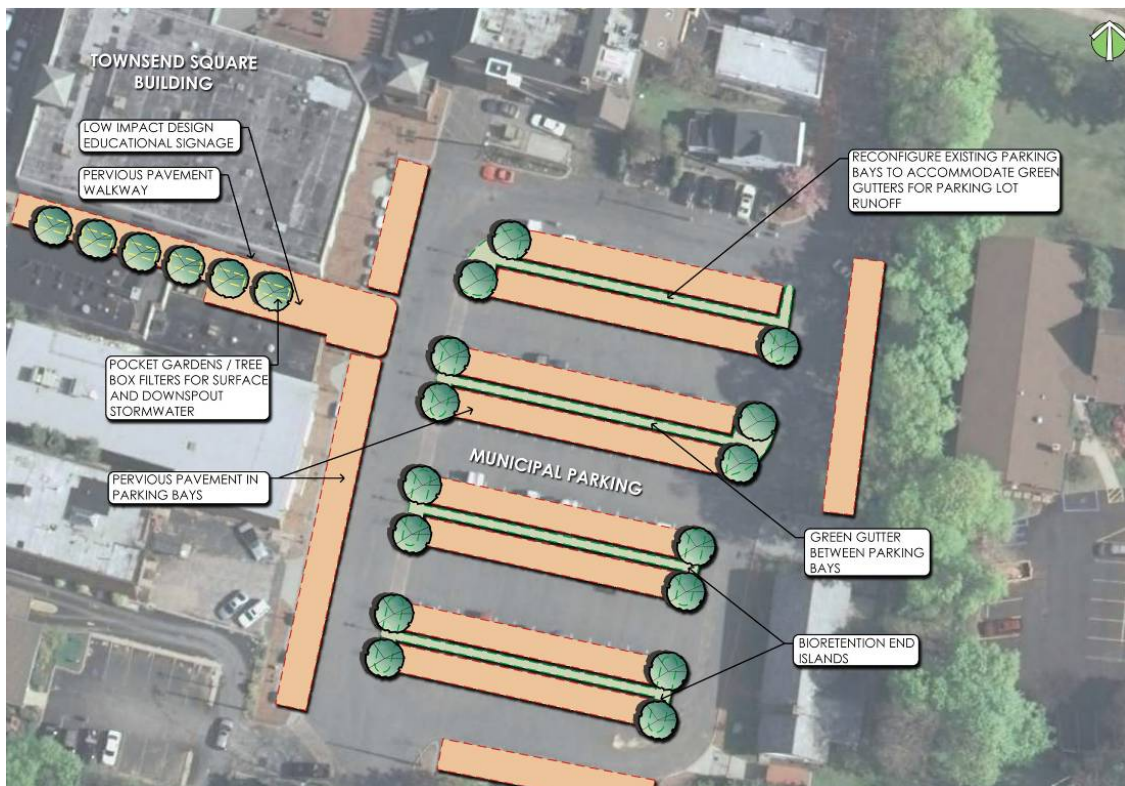 TOWNSEND SQUARE
BUILDING
LOW IMPACT DESIGN
EDUCATIONAL SIGNAGE
PERVIOUS PAVEMENT
WALKWAY
RECONFIGURE EXISTING PARKING
BAYS TO ACCOMMODATE GREEN
GUTTERS FOR PARKING LOT
RUNOFF
POCKET GARDENS / TREE
BOX FILTERS FOR SURFACE
AND DOWNSPOUT
STORMWATER
PERVIOUS PAVEMENT IN
PARKING BAYS
MUNICIPAL PARKING
GREEN GUTTER
BETWEEN PARKING
BAYS
BIORETENTION END
ISLANDS